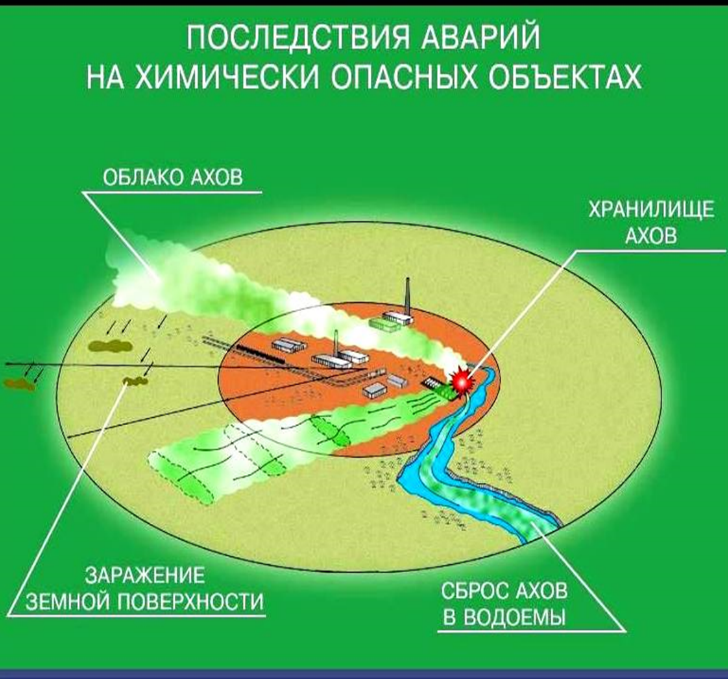 ПОСЛЕДСТВИЯ АВАРИЙ
НА ХИМИЧЕСКИ ОПАСНЫХ ОБЪЕКТАХ
ОБЛАКО АХОВ
ХРАНИЛИЩЕ
АХОВ
ЗАРАЖЕНИЕ
ЗЕМНОЙ ПОВЕРХНОСТИ
СБРОС АХОВ
В ВОДОЕМЫ